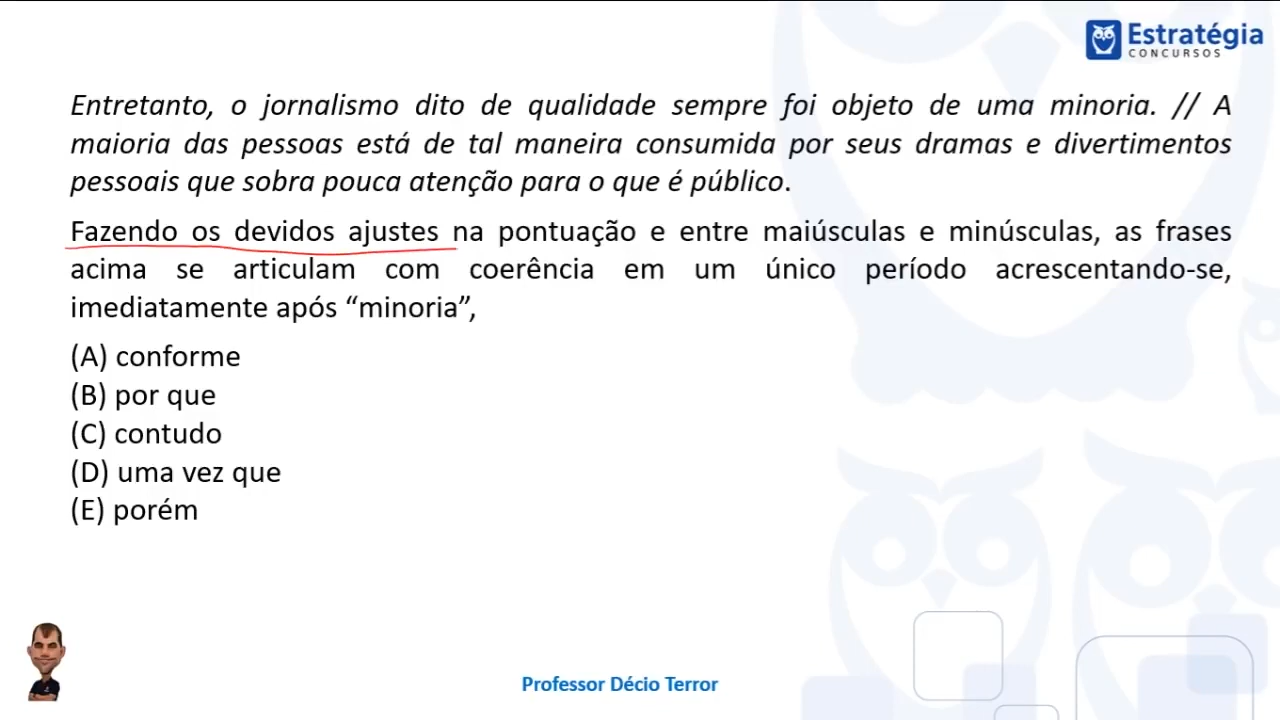 Estratégia
CONCURSOS
Entretanto, o jornalismo dito de qualidade sempre foi objeto de uma minoria. // A
maioria das pessoas está de tal maneira consumida por seus dramas e divertimentos
pessoais que sobra pouca atenção para o que é público.
Fazendo os devidos ajustes na pontuação e entre maiúsculas e minúsculas, as frases
acima se articulam com coerência em um único período acrescentando-se,
imediatamente após “minoria”,
(A) conforme
(B) por que
(C) contudo
(D) uma vez que
(E) porém
Professor Décio Terror